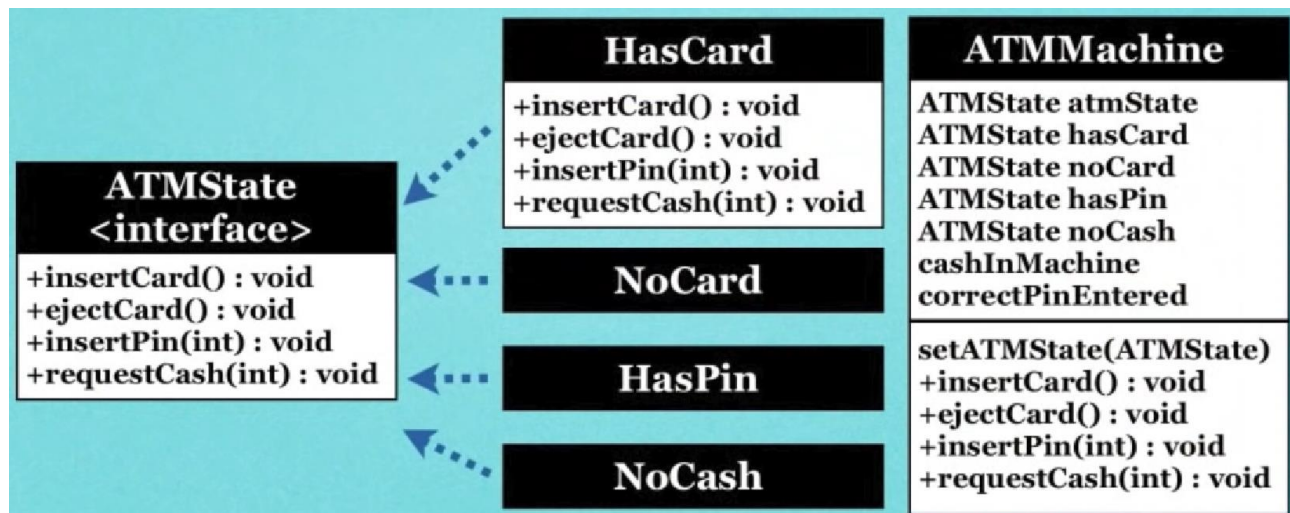 ATMState
<interface>
+insertCard() : void
+ejectCard() : void
+insertPin(int) : void
+requestCash(int) : void
HasCard
+insertCard() : void
+ejectCard() : void
+insertPin(int) : void
+requestCash(int) : void
NoCard
HasPin
NoCash
ATMMachine
ATMState atmState
ATMState hasCard
ATMState noCard
ATMState hasPin
ATMState noCash
cashInMachine
correctPinEntered
setATMState(ATMState)
+insertCard() : void
+ejectCard() : void
+insertPin(int) : void
+requestCash(int) : void